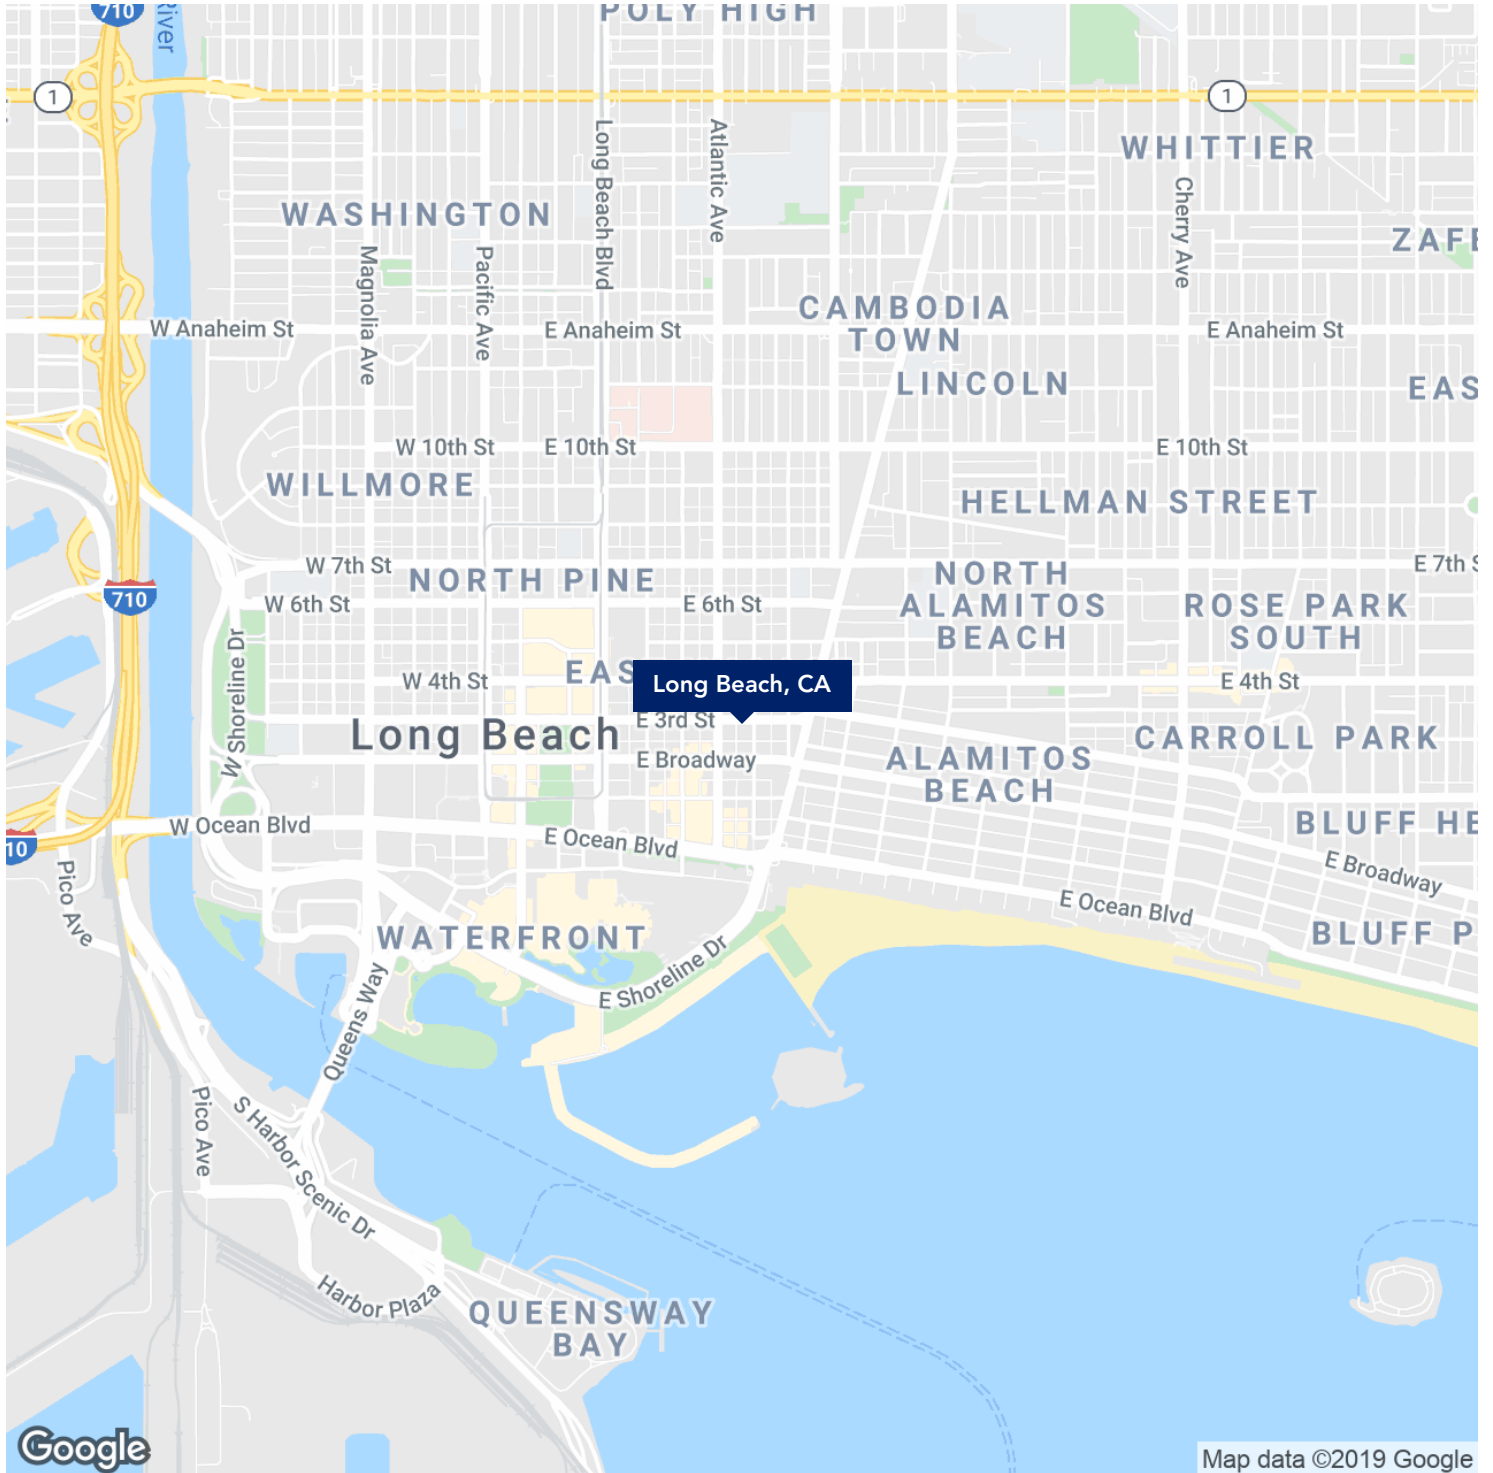 710
River
POLY HIGH
1
1
WHITTIER
Long Beach Blvd
Atlantic Ave
Cherry Ave
WASHINGTON
ZAFE
Magnolia Ave
Pacific Ave
CAMBODIA
TOWN
W Anaheim St
E Anaheim St
E Anaheim St
LINCOLN
EAS
W 10th St
E 10th St
E 10th St
WILLMORE
HELLMAN STREET
W 7th St
E 7th S
NORTH PINE
NORTH
ALAMITOS
BEACH
710
W 6th St
E 6th St
ROSE PARK
SOUTH
W Shoreline Dr
EAS
Long Beach, CA
W 4th St
E 4th St
E 3rd St
Long Beach
CARROLL PARK
E Broadway
ALAMITOS
BEACH
W Ocean Blvd
BLUFF HE
10
E Ocean Blvd
E Broadway
Pico Ave
E Ocean Blvd
WATERFRONT
BLUFF P
E Shoreline Dr
Queens Way
Pico Ave
S Harbor Scenic Dr
Harbor Plaza
QUEENSWAY
BAY
Google
Map data ©2019 Google